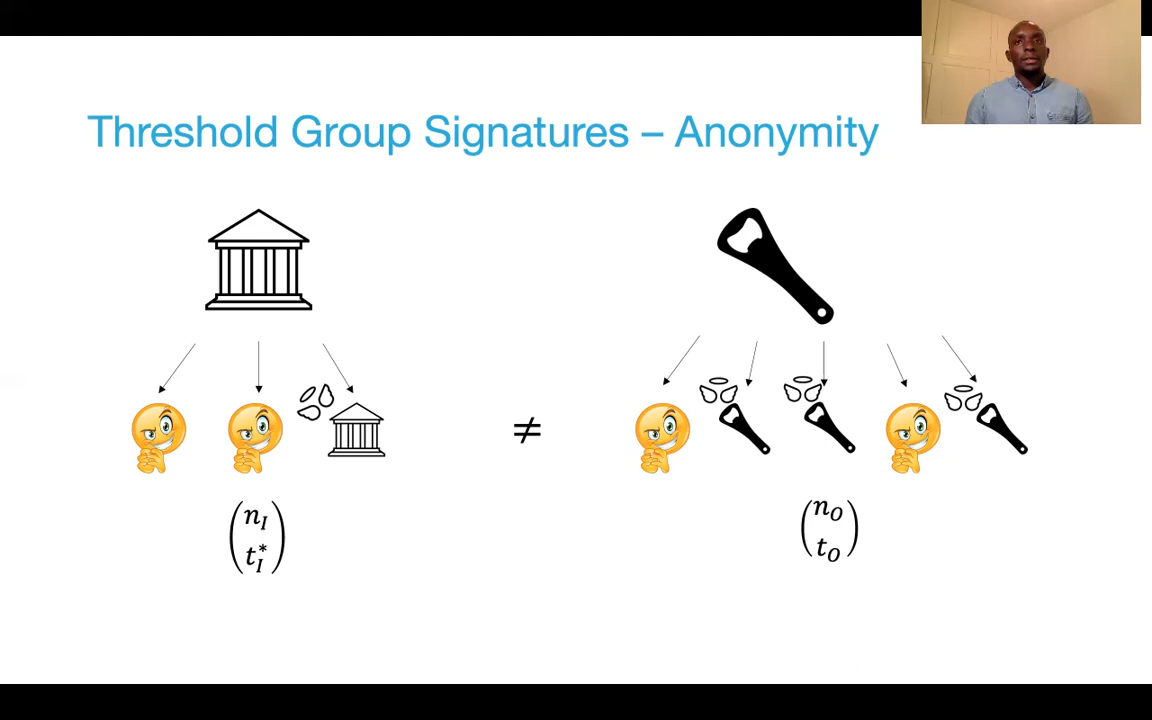 Threshold Group Signatures – Anonymity
≠
(n_I
t_I^*)
(n_O
t_O)